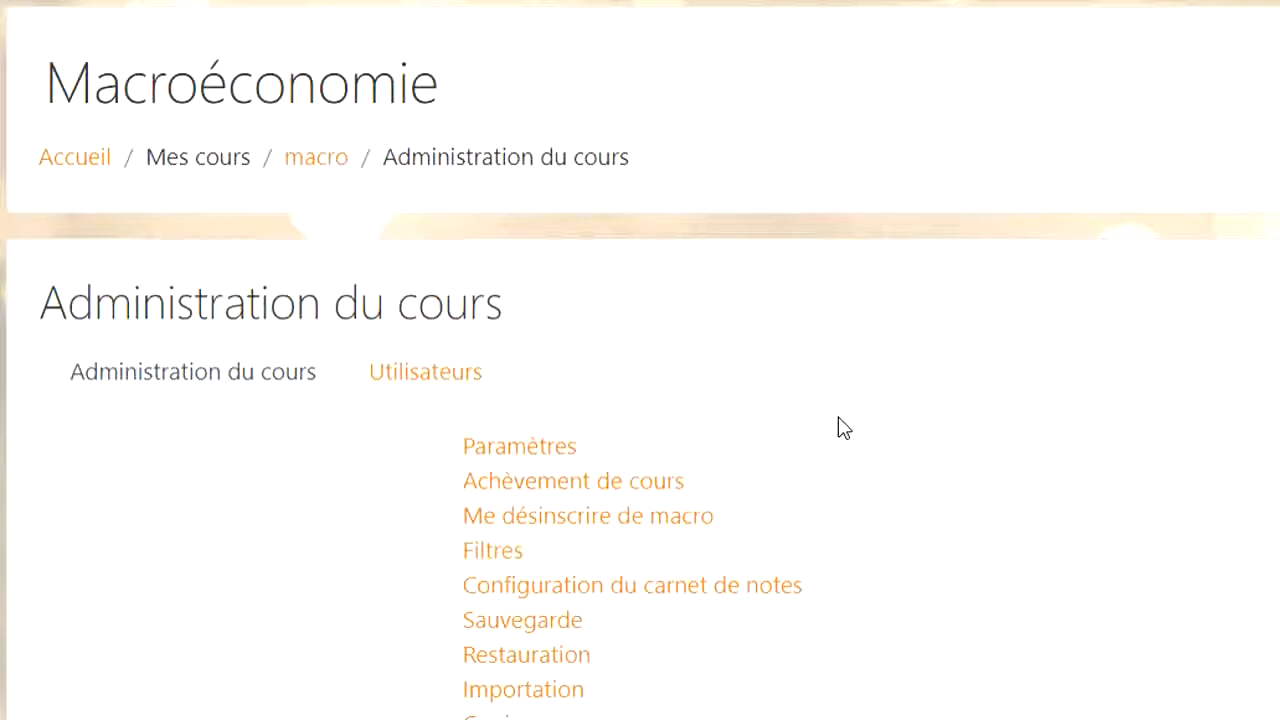 Macroéconomie
Accueil / Mes cours / macro / Administration du cours
Administration du cours
Administration du cours Utilisateurs
Paramètres
Achèvement de cours
Me désinscrire de macro
Filtres
Configuration du carnet de notes
Sauvegarde
Restauration
Importation